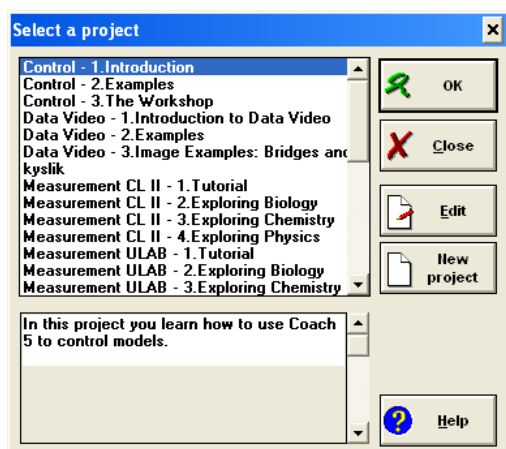 Select a project
Control - 1.Introduction
Control - 2.Examples
Control - 3.The Workshop
Data Video - 1.Introduction to Data Video
Data Video - 2.Examples
Data Video - 3.Image Examples: Bridges and
kyslik
Measurement CL II - 1.Tutorial
Measurement CL II - 2.Exploring Biology
Measurement CL II - 3.Exploring Chemistry
Measurement CL II - 4.Exploring Physics
Measurement ULAB - 1.Tutorial
Measurement ULAB - 2.Exploring Biology
Measurement ULAB - 3.Exploring Chemistry
OK
Close
Edit
New
project
In this project you learn how to use Coach
5 to control models.
Help